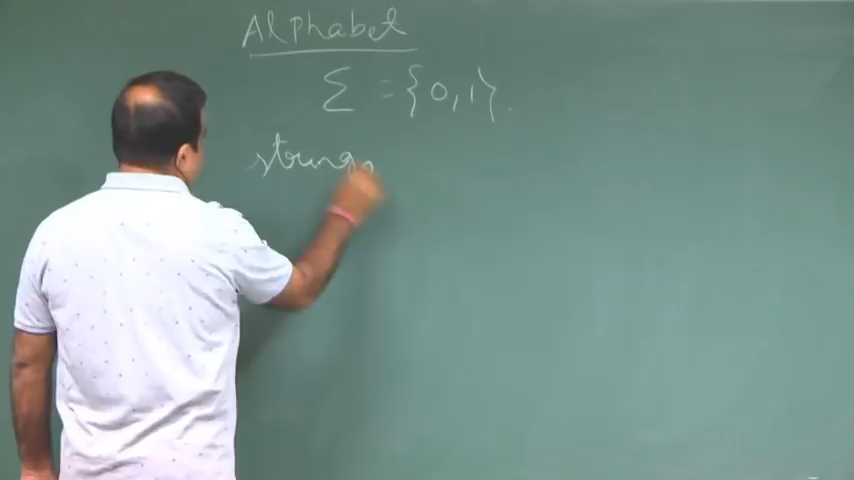 Alphabet
Σ = {0,1}.
strings